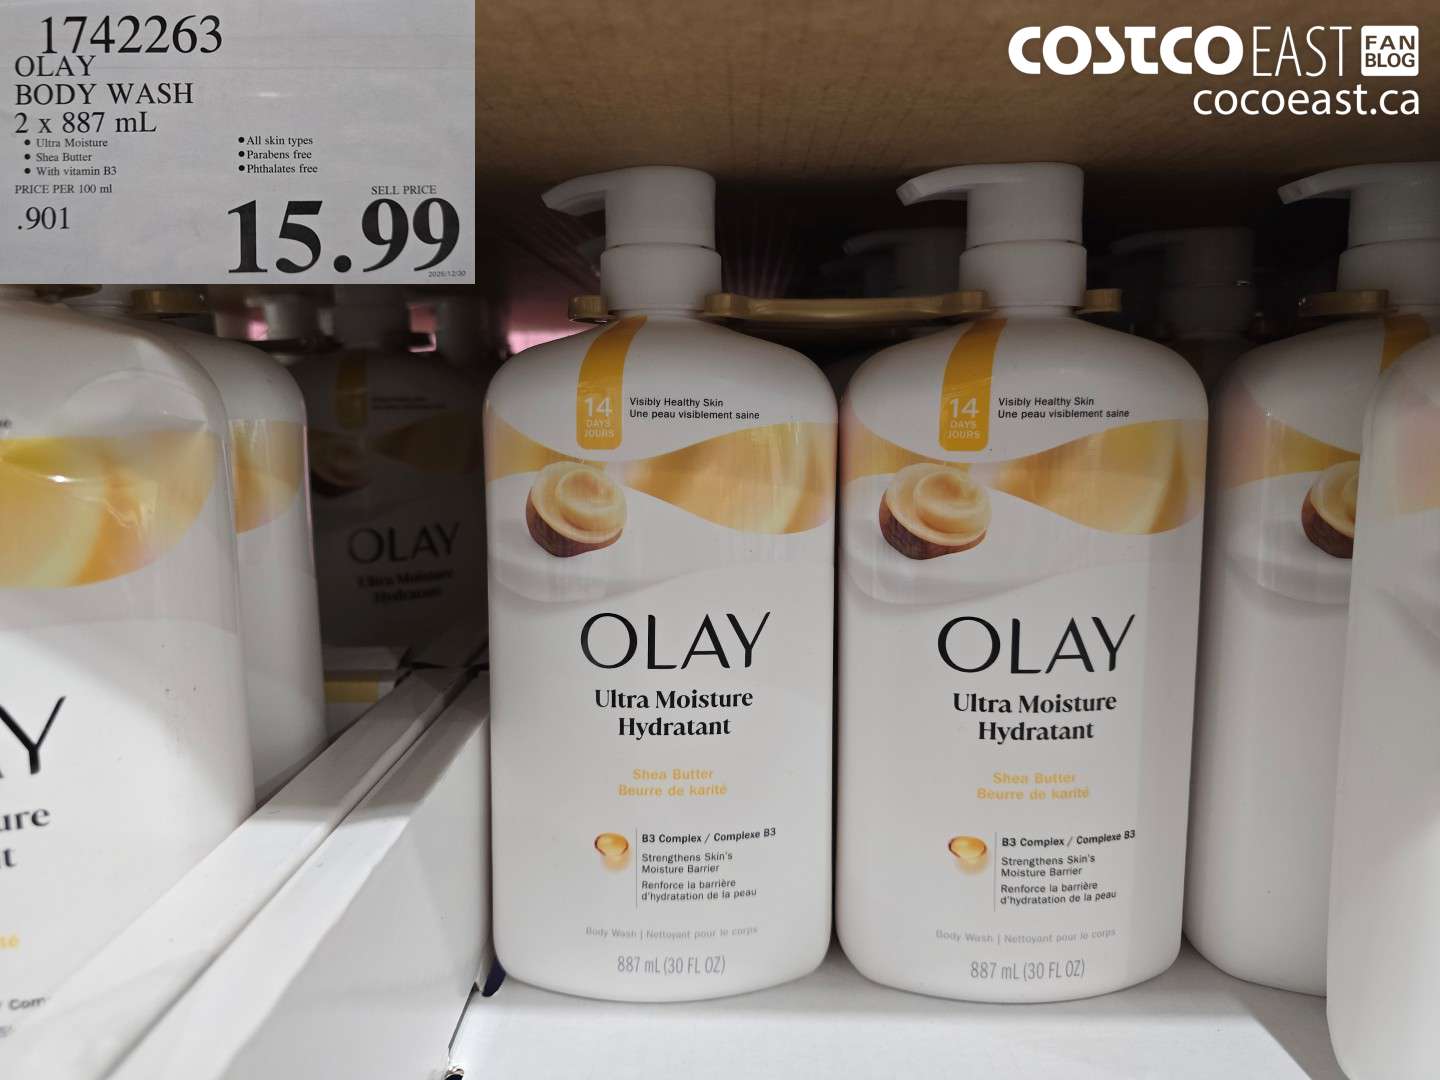 1742263
OLAY
BODY WASH
2 x 887 mL
• Ultra Moisture
• Shea Butter
• With vitamin B3
• All skin types
• Parabens free
• Phthalates free
PRICE PER 100 ml
.901
SELL PRICE
15.99
COSTCO EAST FAN BLOG
cocoeast.ca
14
DAYS
JOURS
Visibly Healthy Skin
Une peau visiblement saine
OLAY
Ultra Moisture
Hydratant
Shea Butter
Beurre de karité
B3 Complex / Complexe B3
Strengthens Skin's
Moisture Barrier
Renforce la barrière
d'hydratation de la peau
Body Wash | Nettoyant pour le corps
887 mL (30 FL OZ)
14
DAYS
JOURS
Visibly Healthy Skin
Une peau visiblement saine
OLAY
Ultra Moisture
Hydratant
Shea Butter
Beurre de karité
B3 Complex / Complexe B3
Strengthens Skin's
Moisture Barrier
Renforce la barrière
d'hydratation de la peau
Body Wash | Nettoyant pour le corps
887 mL (30 FL OZ)
OLAY
Ultra Moisture
Hydratant